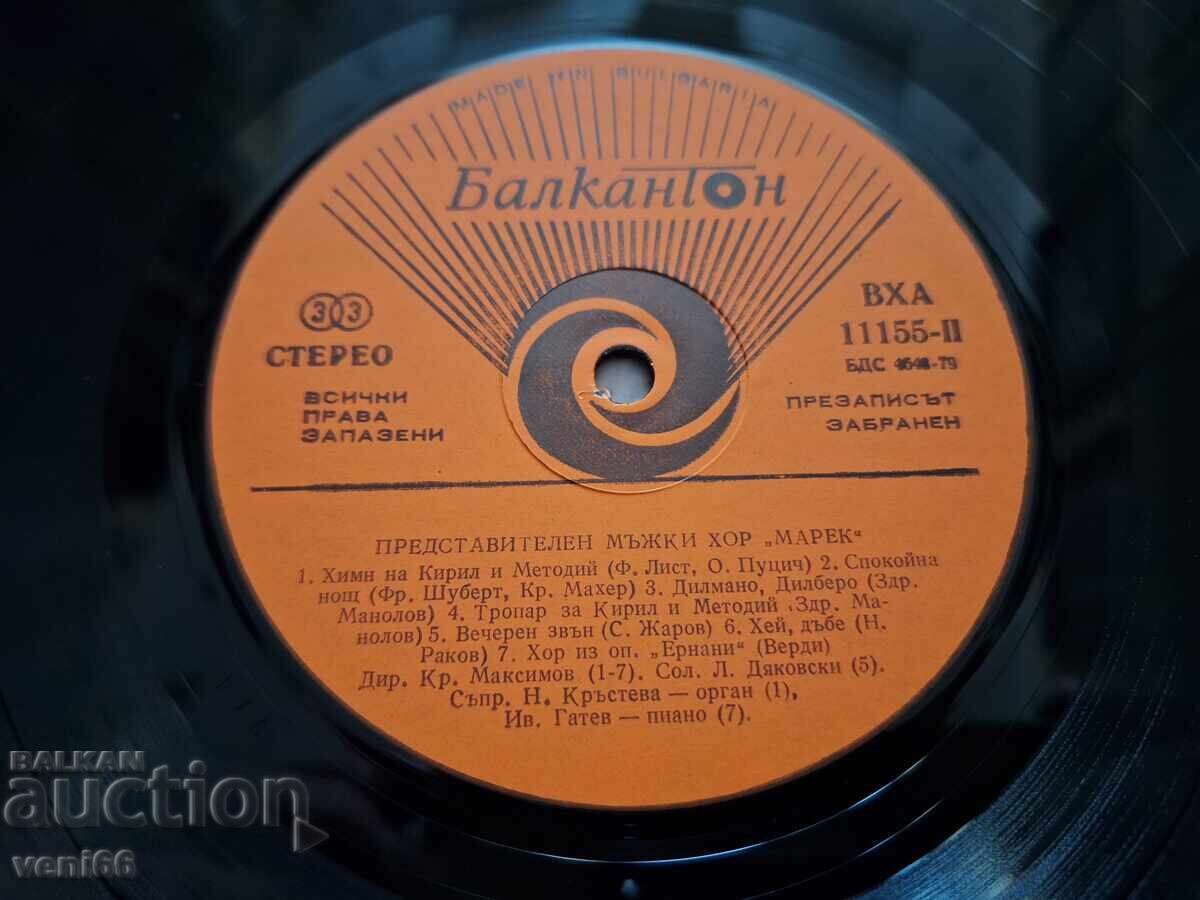 MADE IN BULGARIA
Балкантон
33
СТЕРЕО
ВСИЧКИ
ПРАВА
ЗАПАЗЕНИ
ВХА
11155-II
БДС 4648-79
ПРЕЗАПИСЪТ
ЗАБРАНЕН
ПРЕДСТАВИТЕЛЕН МЪЖКИ ХОР „МАРЕК“
1. Химн на Кирил и Методий (Ф. Лист, О. Пуцич) 2. Спокойна
нощ (Фр. Шуберт, Кр. Махер) 3. Дилмано, Дилберо (Здр.
Манолов) 4. Тропар за Кирил и Методий (Здр. Ма-
нолов) 5. Вечерен звън (С. Жаров) 6. Хей, дъбе (Н.
Раков) 7. Хор из оп. „Ернани“ (Верди)
Дир. Кр. Максимов (1-7). Сол. Л. Дяковски (5).
Съпр. Н. Кръстева — орган (1),
Ив. Гатев — пиано (7).
BALKAN
auction
veni66